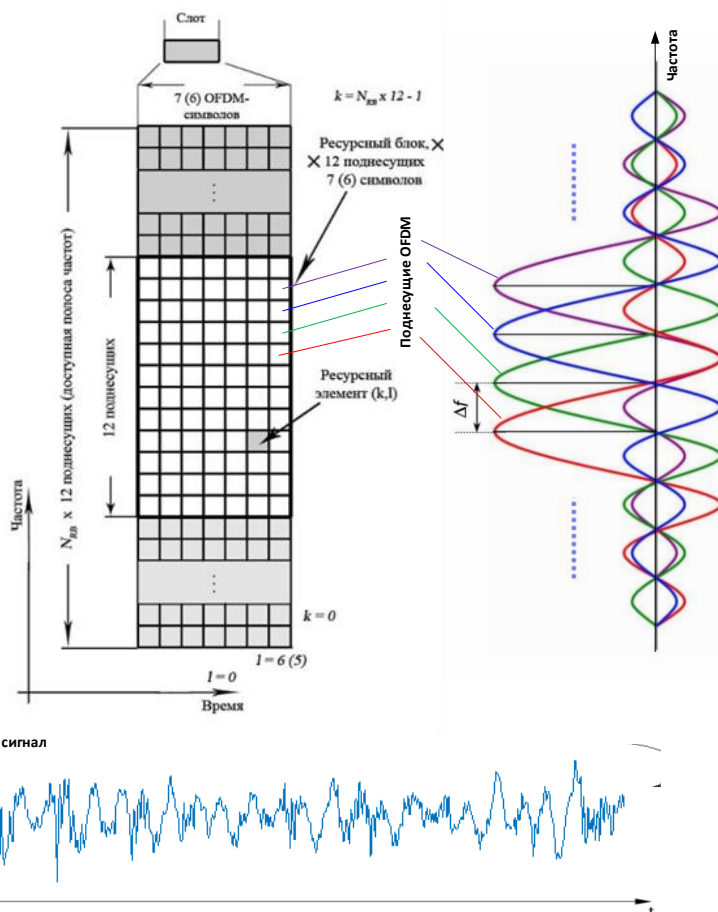 Слот
7 (6) OFDM-
символов
k = N_RB x 12 - 1
Ресурсный блок, ×
× 12 поднесущих
7 (6) символов
N_RB x 12 поднесущих (доступная полоса частот)
12 поднесущих
Ресурсный
элемент (k,l)
Частота
k = 0
l = 6 (5)
l = 0
Время
Поднесущие OFDM
Частота
Δf
сигнал
t